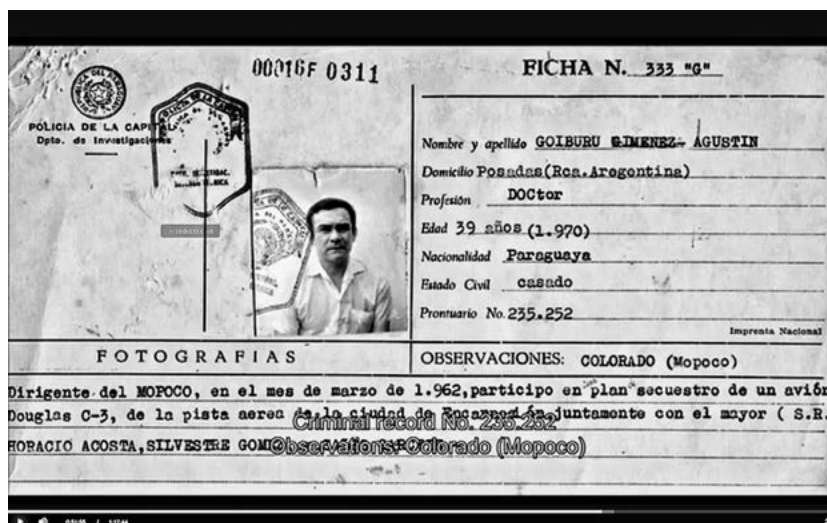 00016F 0311
FICHA N. 333 "G"
POLICIA DE LA CAPITAL
Dpto. de Investigaciones
Nombre y apellido GOIBURU GIMENEZ- AGUSTIN
Domicilio Posadas(Rca.Arogentina)
Profesión DOCtor
Edad 39 años (1.970)
Nacionalidad Paraguaya
Estado Civil casado
Prontuario No. 235.252
Imprenta Nacional
FOTOGRAFIAS
OBSERVACIONES: COLORADO (Mopoco)
Dirigente del MOPOCO, en el mes de marzo de 1.962,participo en plan secuestro de un avión
Douglas C-3, de la pista aerea de la ciudad de Encarnación,juntamente con el mayor ( S.R.
HORACIO ACOSTA,SILVESTRE
Criminal record No. 235.252
Observations: Colorado (Mopoco)